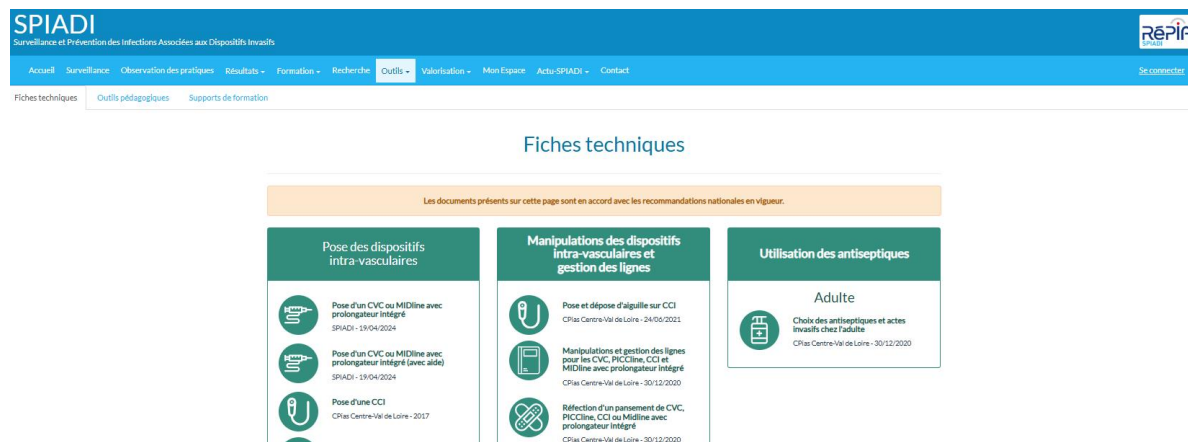 SPIADI
Surveillance et Prévention des Infections Associées aux Dispositifs Invasifs
RéPIA
SPIADI
Accueil Surveillance Observation des pratiques Résultats Formation Recherche Outils Valorisation Mon Espace Actu-SPIADI Contact Se connecter
Fiches techniques Outils pédagogiques Supports de formation
Fiches techniques
Les documents présents sur cette page sont en accord avec les recommandations nationales en vigueur.
Pose des dispositifs
intra-vasculaires
Pose d'un CVC ou MIDline avec
prolongateur intégré
SPIADI - 19/04/2024
Pose d'un CVC ou MIDline avec
prolongateur intégré (avec aide)
SPIADI - 19/04/2024
Pose d'une CCI
CPias Centre-Val de Loire - 2017
Manipulations des dispositifs
intra-vasculaires et
gestion des lignes
Pose et dépose d'aiguille sur CCI
CPias Centre-Val de Loire - 24/06/2021
Manipulations et gestion des lignes
pour les CVC, PICCline, CCI et
MIDline avec prolongateur intégré
CPias Centre-Val de Loire - 30/12/2020
Réfection d'un pansement de CVC,
PICCline, CCI ou Midline avec
prolongateur intégré
CPias Centre-Val de Loire - 30/12/2020
Utilisation des antiseptiques
Adulte
Choix des antiseptiques et actes
invasifs chez l'adulte
CPias Centre-Val de Loire - 30/12/2020